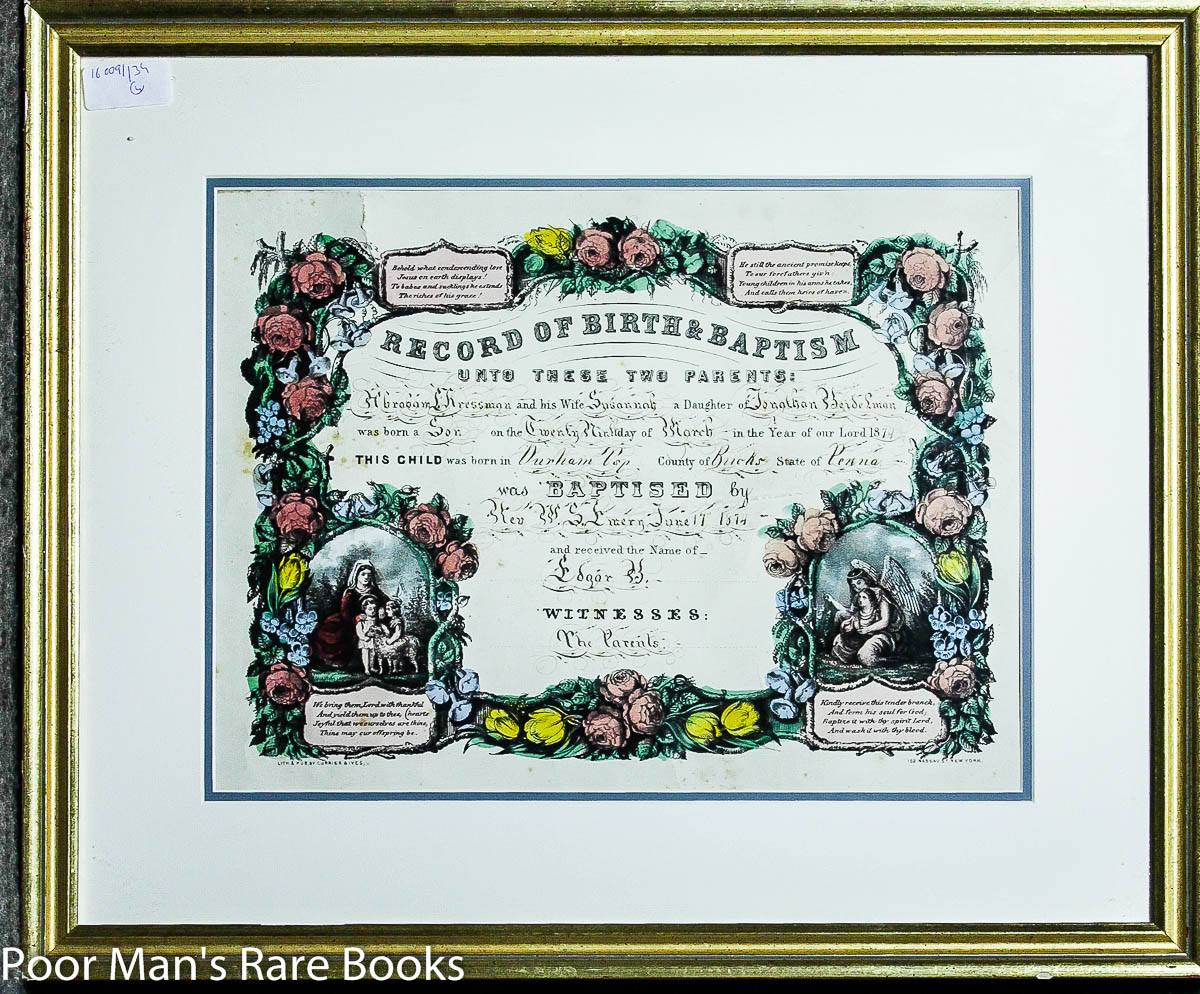 16009/134
Behold what condescending love
Jesus on earth displays!
To babes and sucklings he extends
The riches of his grace!
He still the ancient promise keeps,
To our forefathers giv'n
Young children in his arms he takes,
And calls them heirs of heav'n.
RECORD OF BIRTH & BAPTISM
UNTO THESE TWO PARENTS:
Abraham Kressman and his Wife Susannah a Daughter of Jonathan Heidelman
was born a Son on the Twenty Ninth day of March in the Year of our Lord 1874
THIS CHILD was born in Durham Top County of Bucks State of Penna
was BAPTISED by
Rev W. S. Emery June 17 1874
and received the Name of
Edgar H.
WITNESSES:
The Parents
We bring them, Lord, with thankful
And yield them up to thee, (hearts
Joyful that we ourselves are thine,
Thine may our offspring be.
Kindly receive this tender branch,
And form his soul for God;
Baptize it with thy spirit Lord,
And wash it with thy blood.
LITH & PUB BY CURRIER & IVES,
152 NASSAU ST NEW YORK.
Poor Man's Rare Books